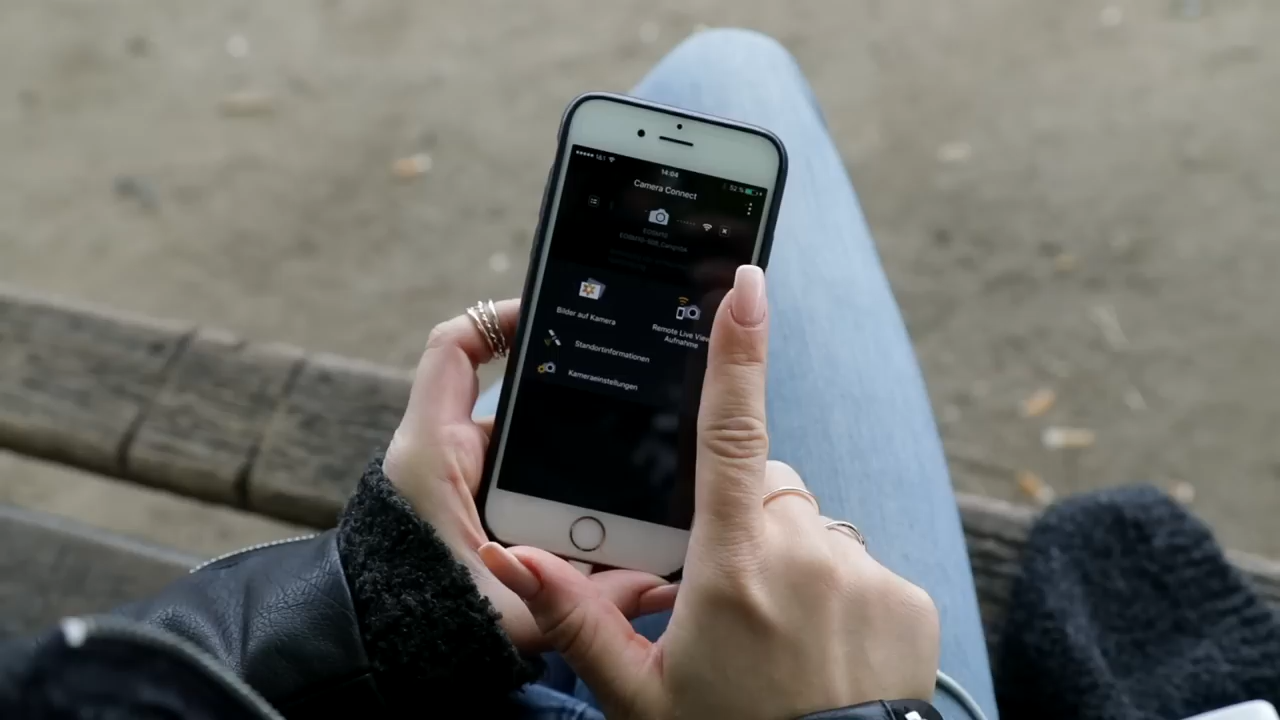 14:04
52 %
Camera Connect
Bilder auf Kamera
Remote Live View
Aufnahme
Standortinformationen
Kameraeinstellungen